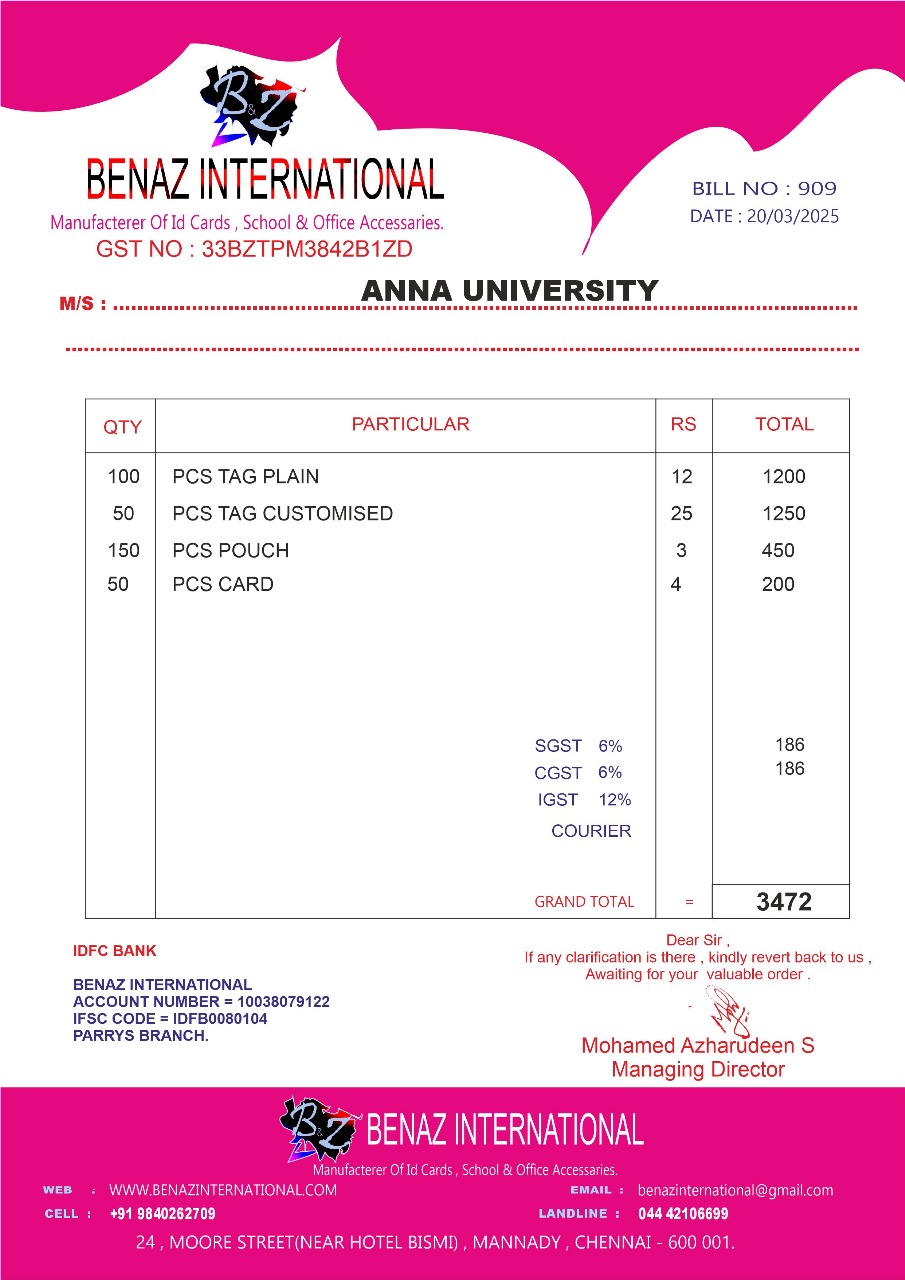 B&Z
BENAZ INTERNATIONAL
Manufacterer Of Id Cards , School & Office Accessaries.
GST NO : 33BZTPM3842B1ZD
BILL NO : 909
DATE : 20/03/2025
M/S : ANNA UNIVERSITY
QTY PARTICULAR RS TOTAL
100 PCS TAG PLAIN 12 1200
50 PCS TAG CUSTOMISED 25 1250
150 PCS POUCH 3 450
50 PCS CARD 4 200
SGST 6% 186
CGST 6% 186
IGST 12%
COURIER
GRAND TOTAL = 3472
IDFC BANK
BENAZ INTERNATIONAL
ACCOUNT NUMBER = 10038079122
IFSC CODE = IDFB0080104
PARRYS BRANCH.
Dear Sir ,
If any clarification is there , kindly revert back to us ,
Awaiting for your valuable order .
Mohamed Azharudeen S
Managing Director
B&Z
BENAZ INTERNATIONAL
Manufacterer Of Id Cards , School & Office Accessaries.
WEB : WWW.BENAZINTERNATIONAL.COM
EMAIL : benazinternational@gmail.com
CELL : +91 9840262709
LANDLINE : 044 42106699
24 , MOORE STREET(NEAR HOTEL BISMI) , MANNADY , CHENNAI - 600 001.